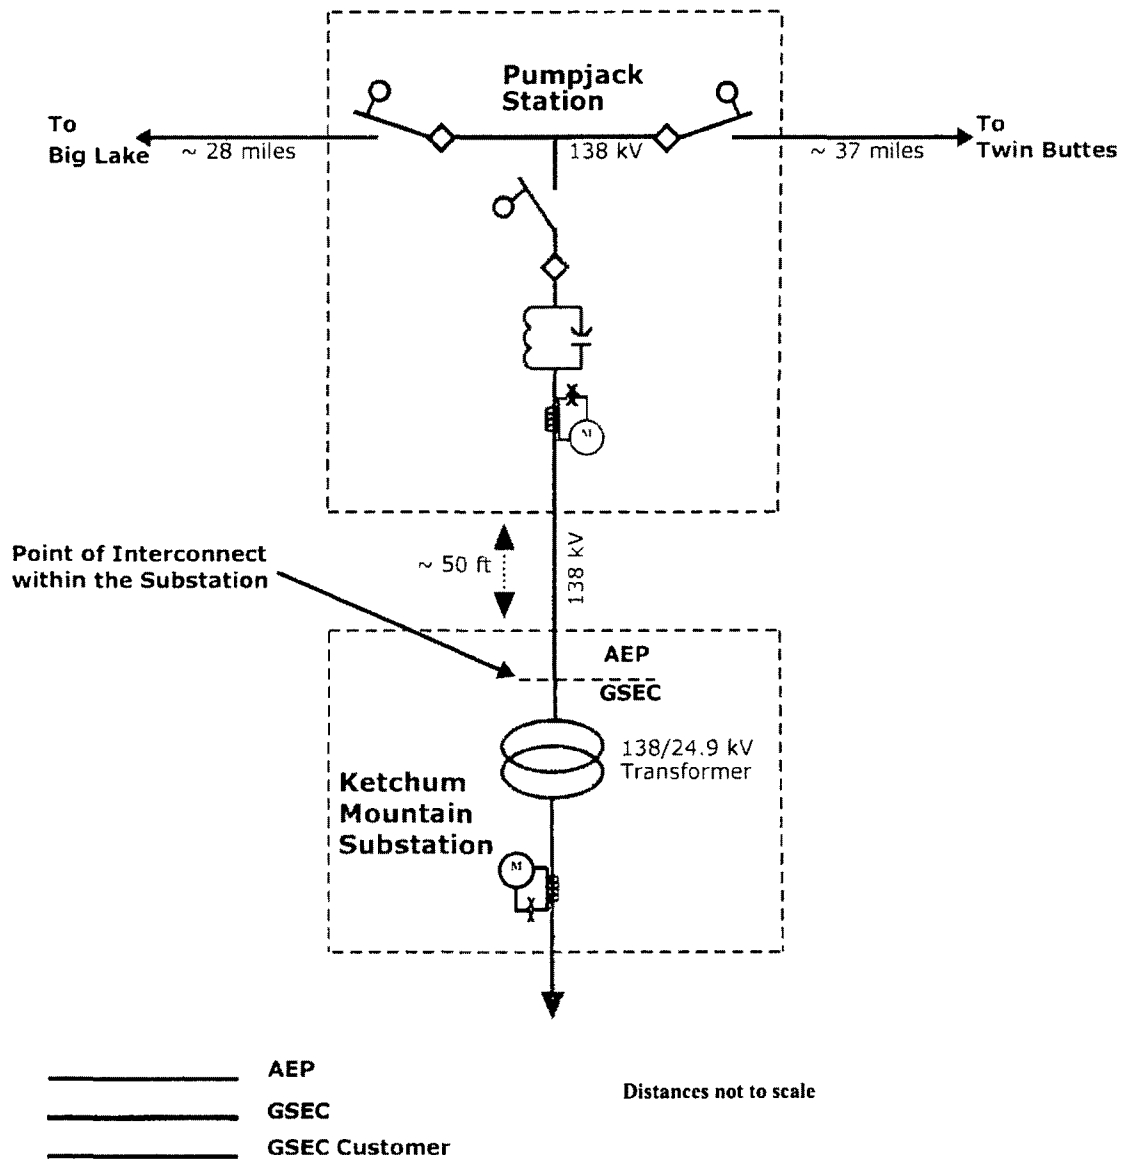 Pumpjack
Station
To
Big Lake
~ 28 miles
138 kV
~ 37 miles
To
Twin Buttes
M
Point of Interconnect
within the Substation
~ 50 ft
138 kV
AEP
GSEC
138/24.9 kV
Transformer
Ketchum
Mountain
Substation
M
AEP
GSEC
GSEC Customer
Distances not to scale